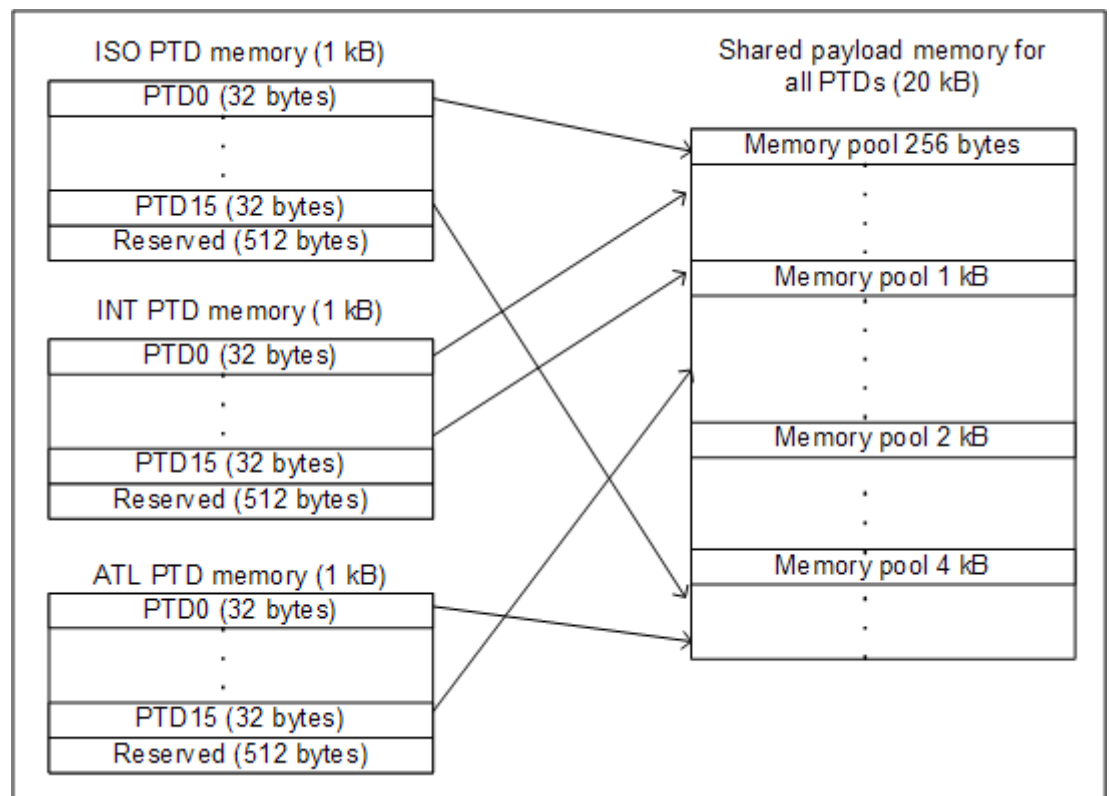 ISO PTD memory (1 kB)
PTD0 (32 bytes)
PTD15 (32 bytes)
Reserved (512 bytes)
INT PTD memory (1 kB)
PTD0 (32 bytes)
PTD15 (32 bytes)
Reserved (512 bytes)
ATL PTD memory (1 kB)
PTD0 (32 bytes)
PTD15 (32 bytes)
Reserved (512 bytes)
Shared payload memory for
all PTDs (20 kB)
Memory pool 256 bytes
Memory pool 1 kB
Memory pool 2 kB
Memory pool 4 kB